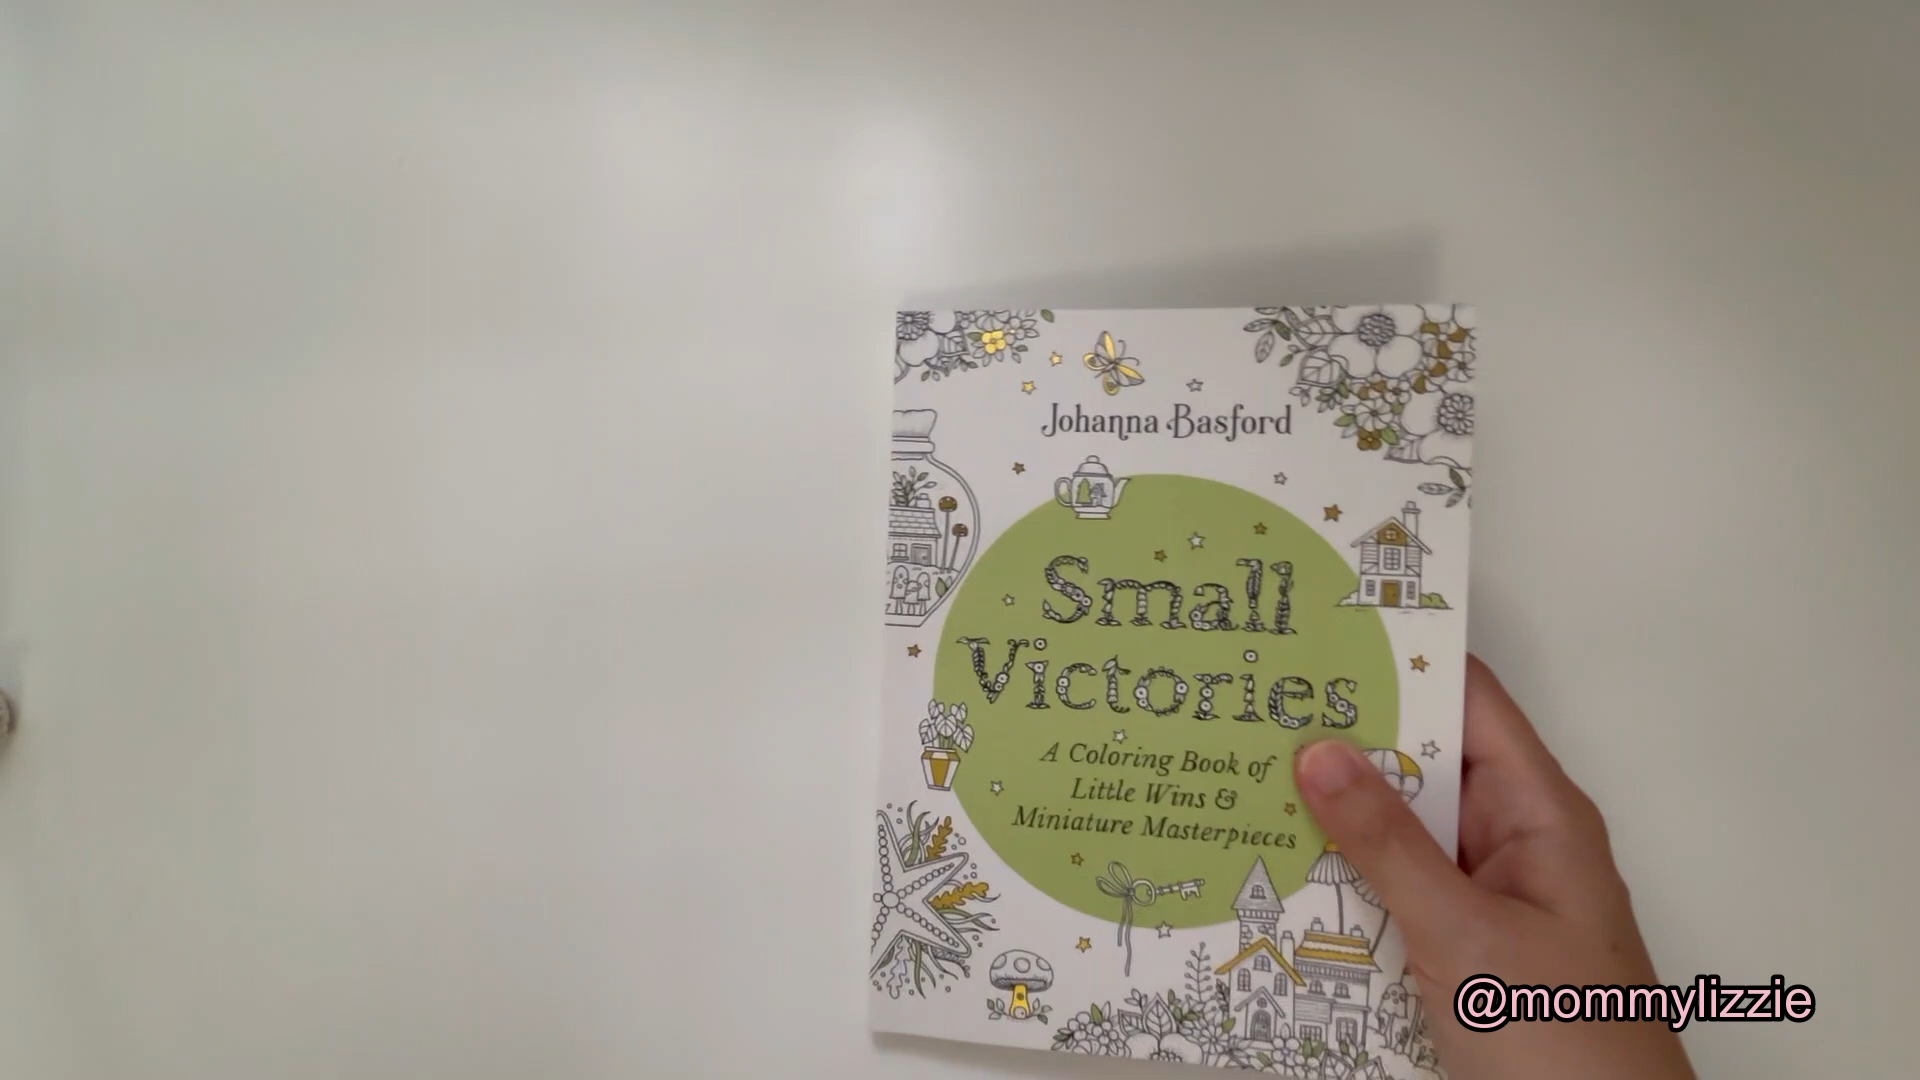 Johanna Basford
Small
Victories
A Coloring Book of
Little Wins &
Miniature Masterpieces
@mommylizzie